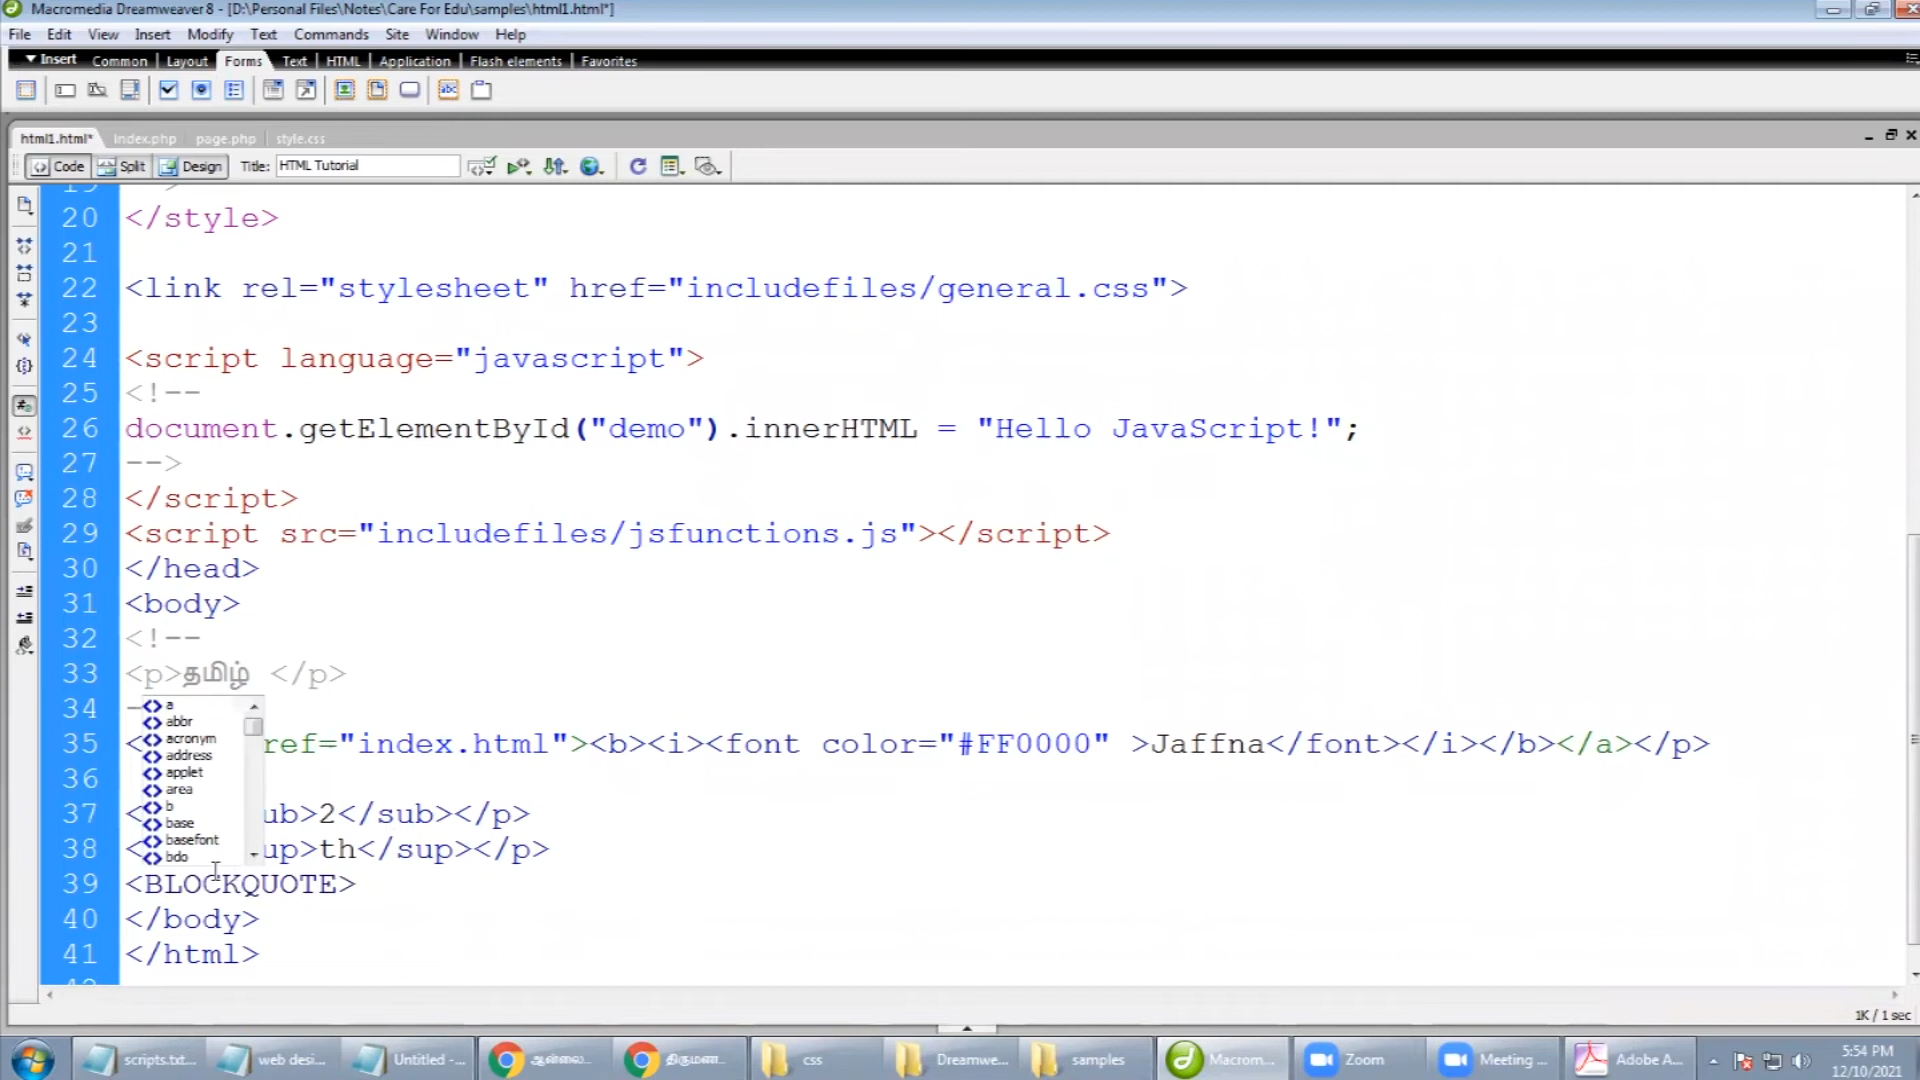 Macromedia Dreamweaver 8 - [D:\Personal Files\Notes\Care For Edu\samples\html1.html*]
File Edit View Insert Modify Text Commands Site Window Help
Insert Common Layout Forms Text HTML Application Flash elements Favorites
html1.html* index.php page.php style.css
Code Split Design Title: HTML Tutorial
20 </style>
21
22 <link rel="stylesheet" href="includefiles/general.css">
23
24 <script language="javascript">
25 <!--
26 document.getElementById("demo").innerHTML = "Hello JavaScript!";
27 -->
28 </script>
29 <script src="includefiles/jsfunctions.js"></script>
30 </head>
31 <body>
32 <!--
33 <p>தமிழ் </p>
34
a
abbr
acronym
address
applet
area
b
base
basefont
bdo
35 < ref="index.html"><b><i><font color="#FF0000" >Jaffna</font></i></b></a></p>
36
37 < ub>2</sub></p>
38 < up>th</sup></p>
39 <BLOCKQUOTE>
40 </body>
41 </html>
1K / 1 sec
scripts.txt... web desi... Untitled -... ஆன்லை... திருமண... css Dreamwe... samples Macrom... Zoom Meeting ... Adobe A... 5:54 PM
12/10/2021